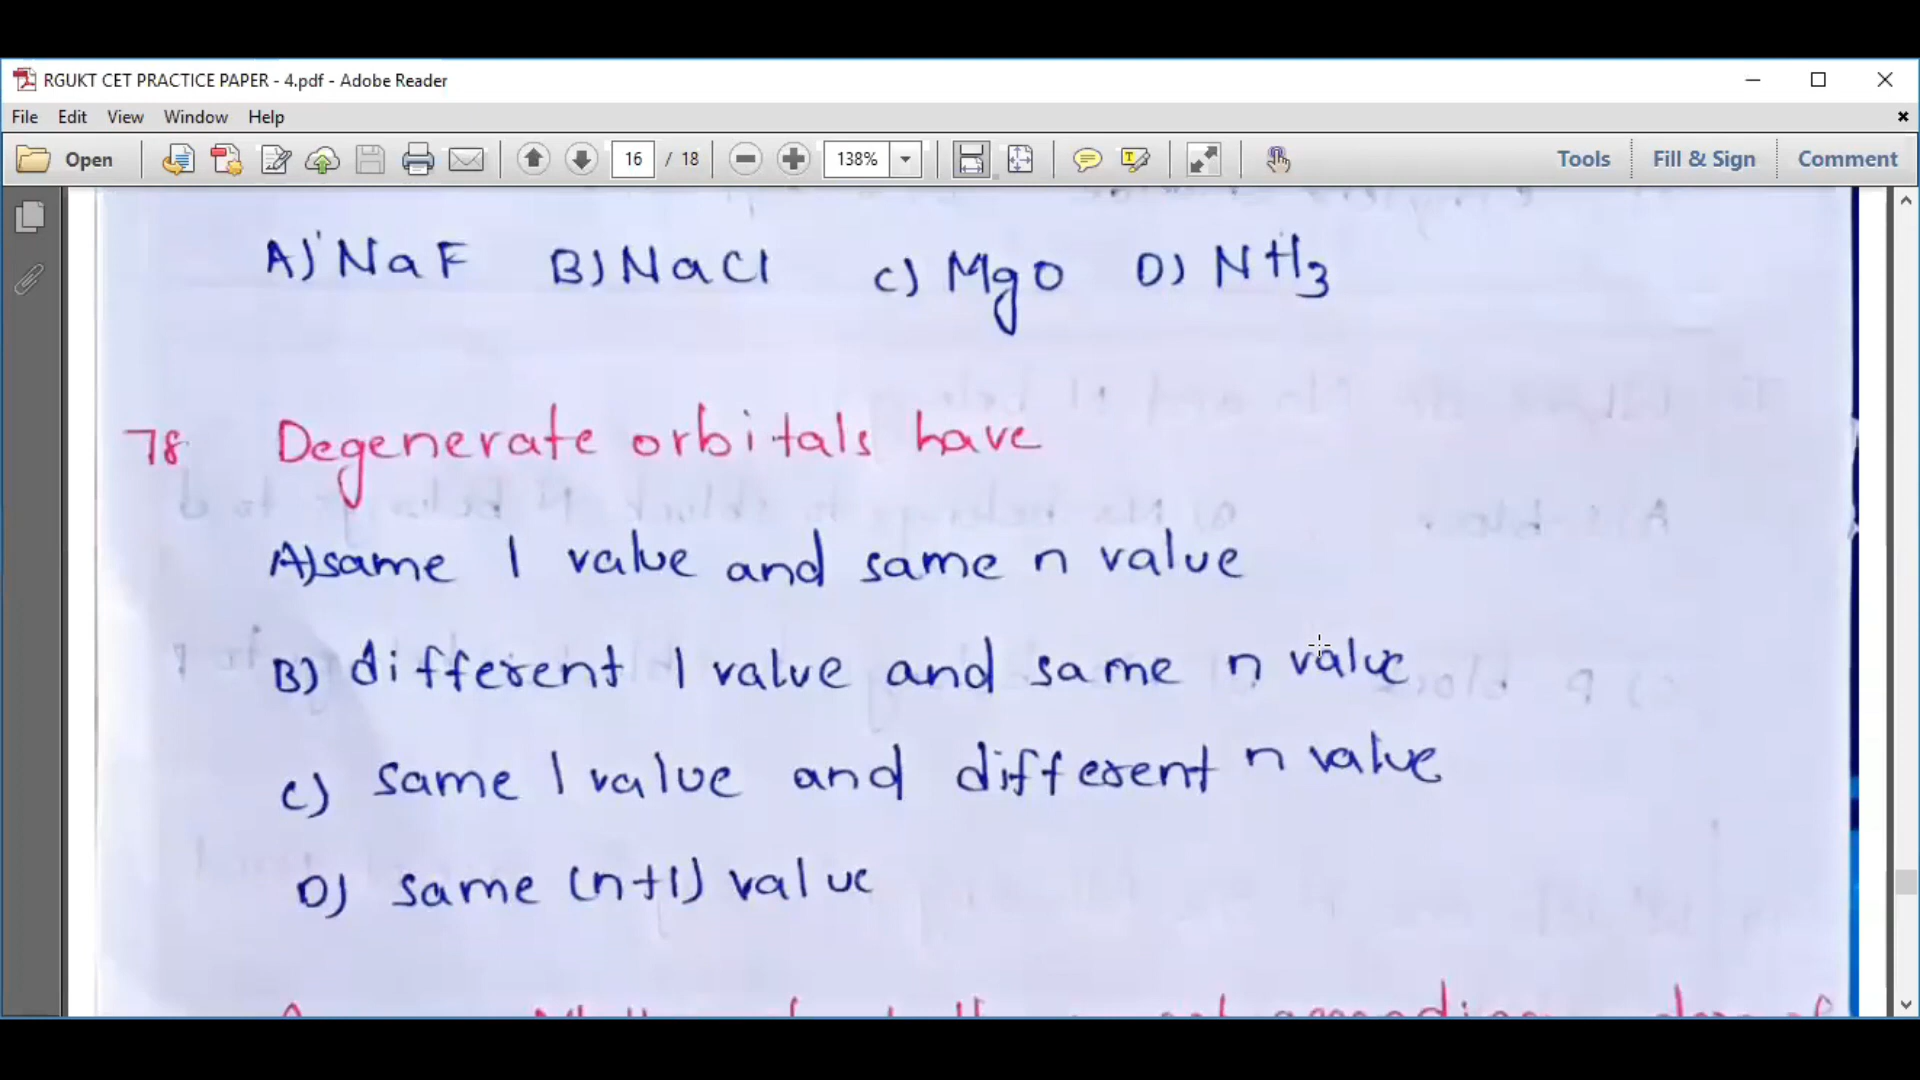 RGUKT CET PRACTICE PAPER - 4.pdf - Adobe Reader
File Edit View Window Help
Open 16 / 18 138% Tools Fill & Sign Comment
A) NaF B) NaCl C) MgO D) NH3
78 Degenerate orbitals have
A) same l value and same n value
B) different l value and same n value
C) same l value and different n value
D) same (n+l) value